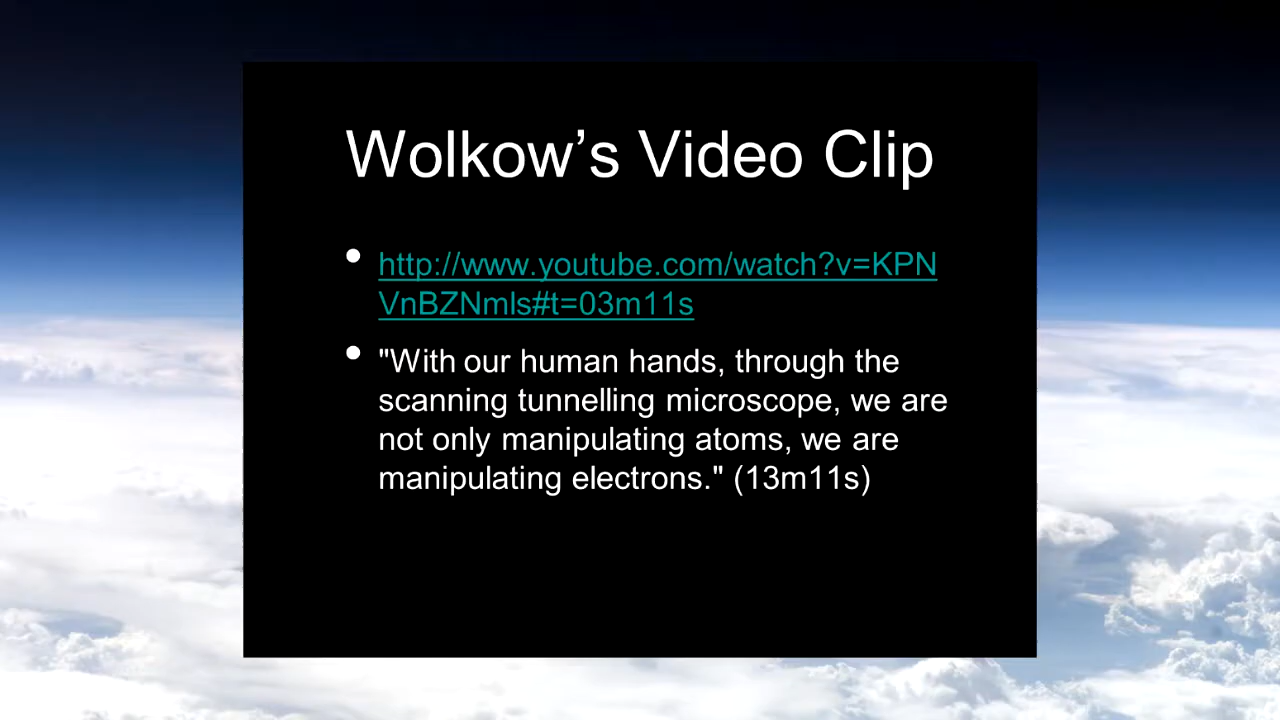 Wolkow’s Video Clip
• http://www.youtube.com/watch?v=KPN
VnBZNmls#t=03m11s
• "With our human hands, through the
scanning tunnelling microscope, we are
not only manipulating atoms, we are
manipulating electrons." (13m11s)